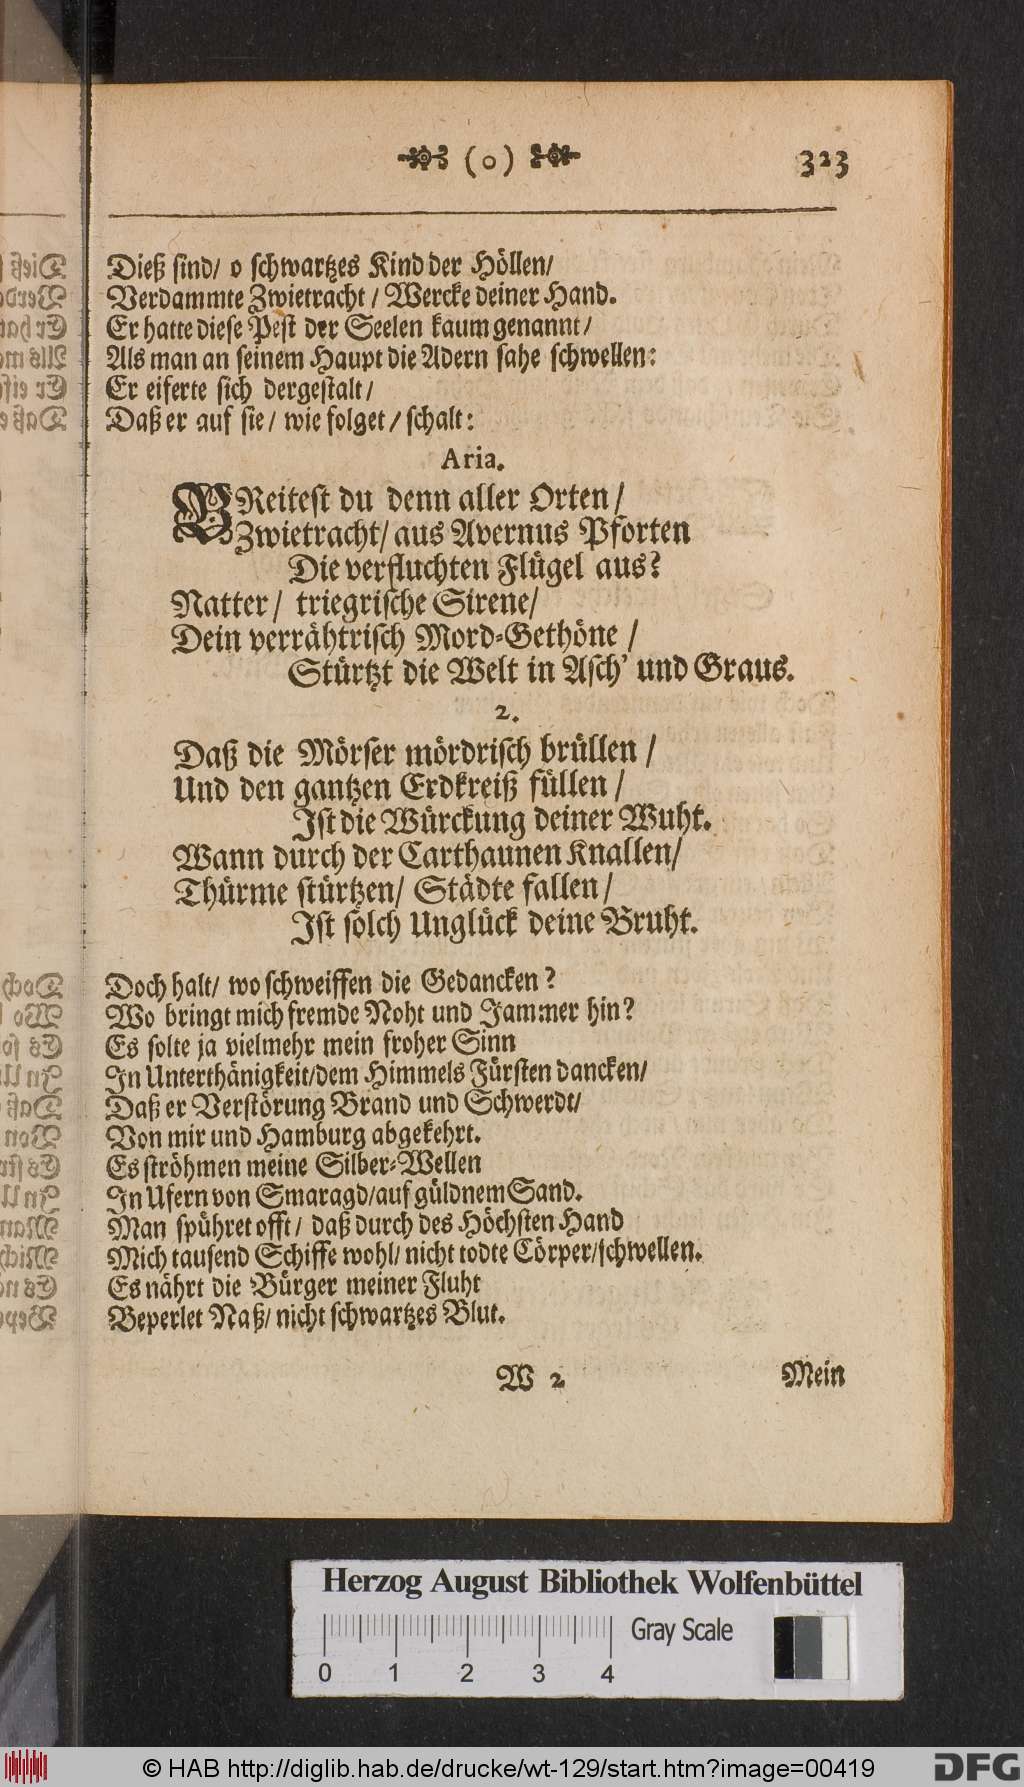 (o) 323
Dieß sind/ o schwartzes Kind der Höllen/
Verdammte Zwietracht / Wercke deiner Hand.
Er hatte diese Pest der Seelen kaum genannt/
Als man an seinem Haupt die Adern sahe schwellen:
Er eiferte sich dergestalt/
Daß er auf sie/ wie folget/ schalt:
Aria.
BReitest du denn aller Orten/
Zwietracht/ aus Avernus Pforten
Die verfluchten Flügel aus?
Natter/ triegrische Sirene/
Dein verrähtrisch Mord-Gethöne /
Stürtzt die Welt in Asch' und Graus.
2.
Daß die Mörser mördrisch brüllen /
Und den gantzen Erdkreiß füllen /
Ist die Würckung deiner Wuht.
Wann durch der Carthaunen Knallen/
Thürme stürtzen/ Städte fallen /
Ist solch Unglück deine Bruht.
Doch halt/ wo schweiffen die Gedancken?
Wo bringt mich fremde Noht und Jammer hin?
Es solte ja vielmehr mein froher Sinn
In Unterthänigkeit/dem Himmels Fürsten dancken/
Daß er Verstörung Brand und Schwerdt/
Von mir und Hamburg abgekehrt.
Es ströhmen meine Silber-Wellen
In Ufern von Smaragd/auf güldnem Sand.
Man spühret offt/ daß durch des Höchsten Hand
Mich tausend Schiffe wohl/ nicht todte Cörper/schwellen.
Es nährt die Bürger meiner Fluht
Beperlet Naß/ nicht schwartzes Blut.
W 2 Mein
Herzog August Bibliothek Wolfenbüttel
Gray Scale
0 1 2 3 4
© HAB http://diglib.hab.de/drucke/wt-129/start.htm?image=00419
DFG